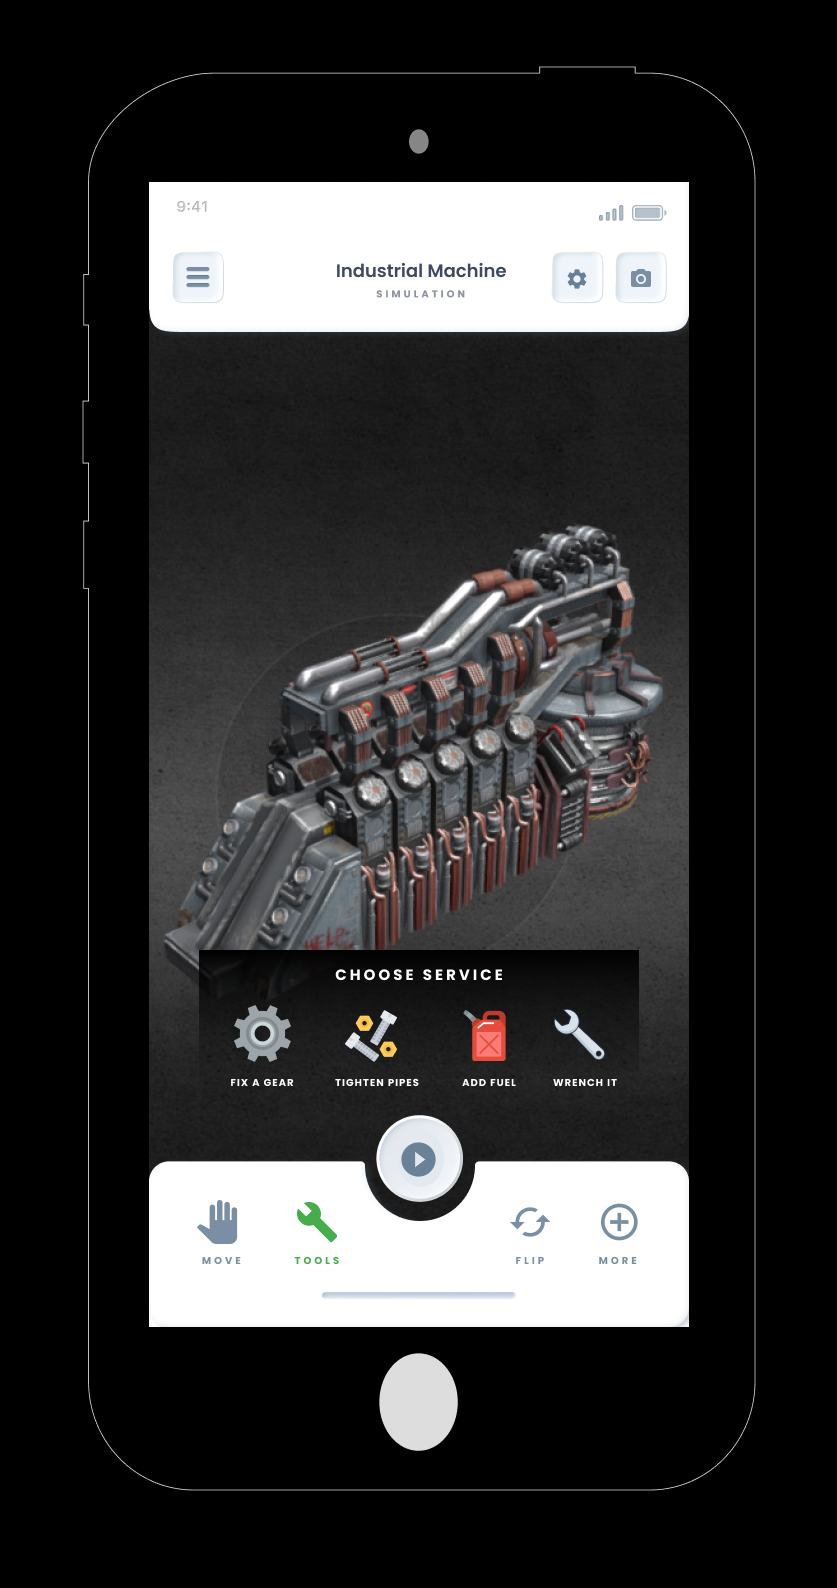 9:41
Industrial Machine
SIMULATION
HELP
CHOOSE SERVICE
FIX A GEAR
TIGHTEN PIPES
ADD FUEL
WRENCH IT
MOVE
TOOLS
FLIP
MORE